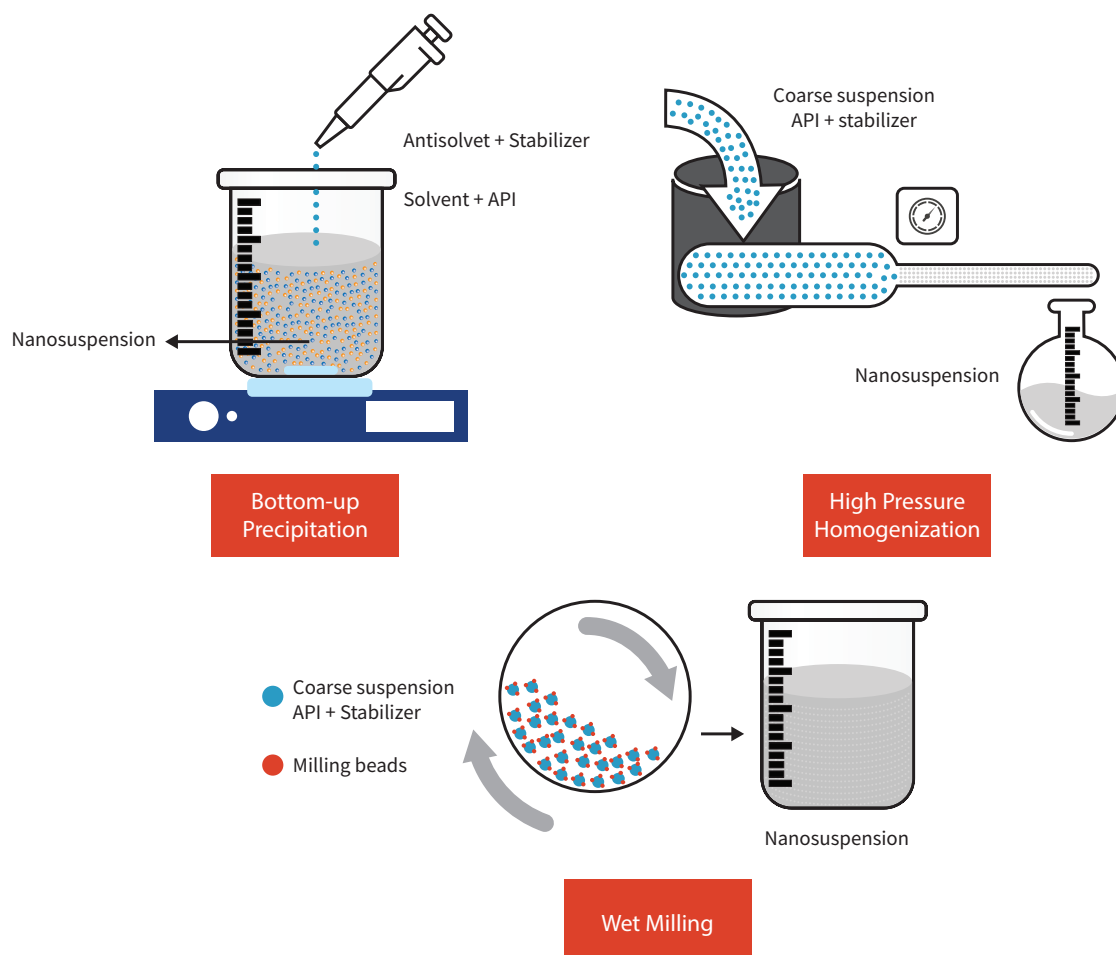 Antisolvet + Stabilizer
Solvent + API
Nanosuspension
Bottom-up
Precipitation
Coarse suspension
API + stabilizer
Nanosuspension
High Pressure
Homogenization
Coarse suspension
API + Stabilizer
Milling beads
Nanosuspension
Wet Milling